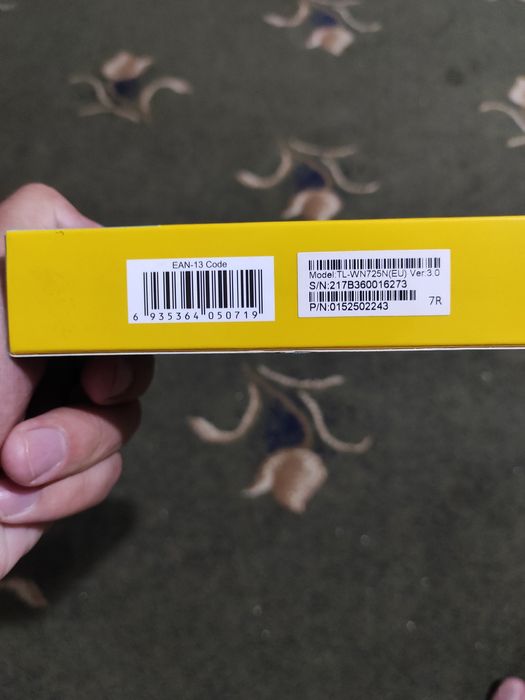 EAN-13 Code
6 935364 050719
Model:TL-WN725N(EU) Ver:3.0
S/N:217B360016273
P/N:0152502243
7R